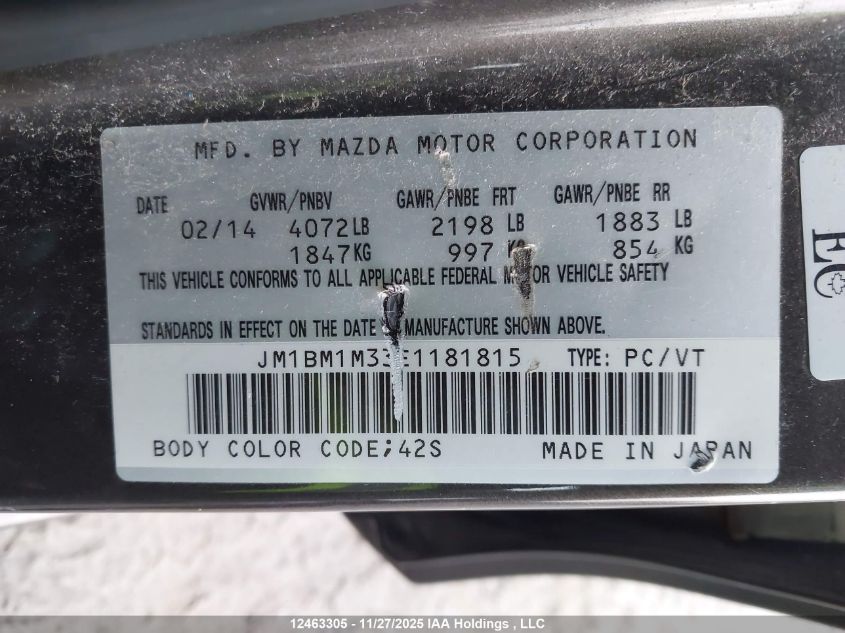 MFD. BY MAZDA MOTOR CORPORATION
DATE GVWR/PNBV GAWR/PNBE FRT GAWR/PNBE RR
02/14 4072LB 2198 LB 1883 LB
1847KG 997 KG 854 KG
THIS VEHICLE CONFORMS TO ALL APPLICABLE FEDERAL MOTOR VEHICLE SAFETY
STANDARDS IN EFFECT ON THE DATE MANUFACTURE SHOWN ABOVE.
JM1BM1M33E1181815 TYPE: PC/VT
BODY COLOR CODE;42S MADE IN JAPAN
EC
12463305 - 11/27/2025 IAA Holdings , LLC